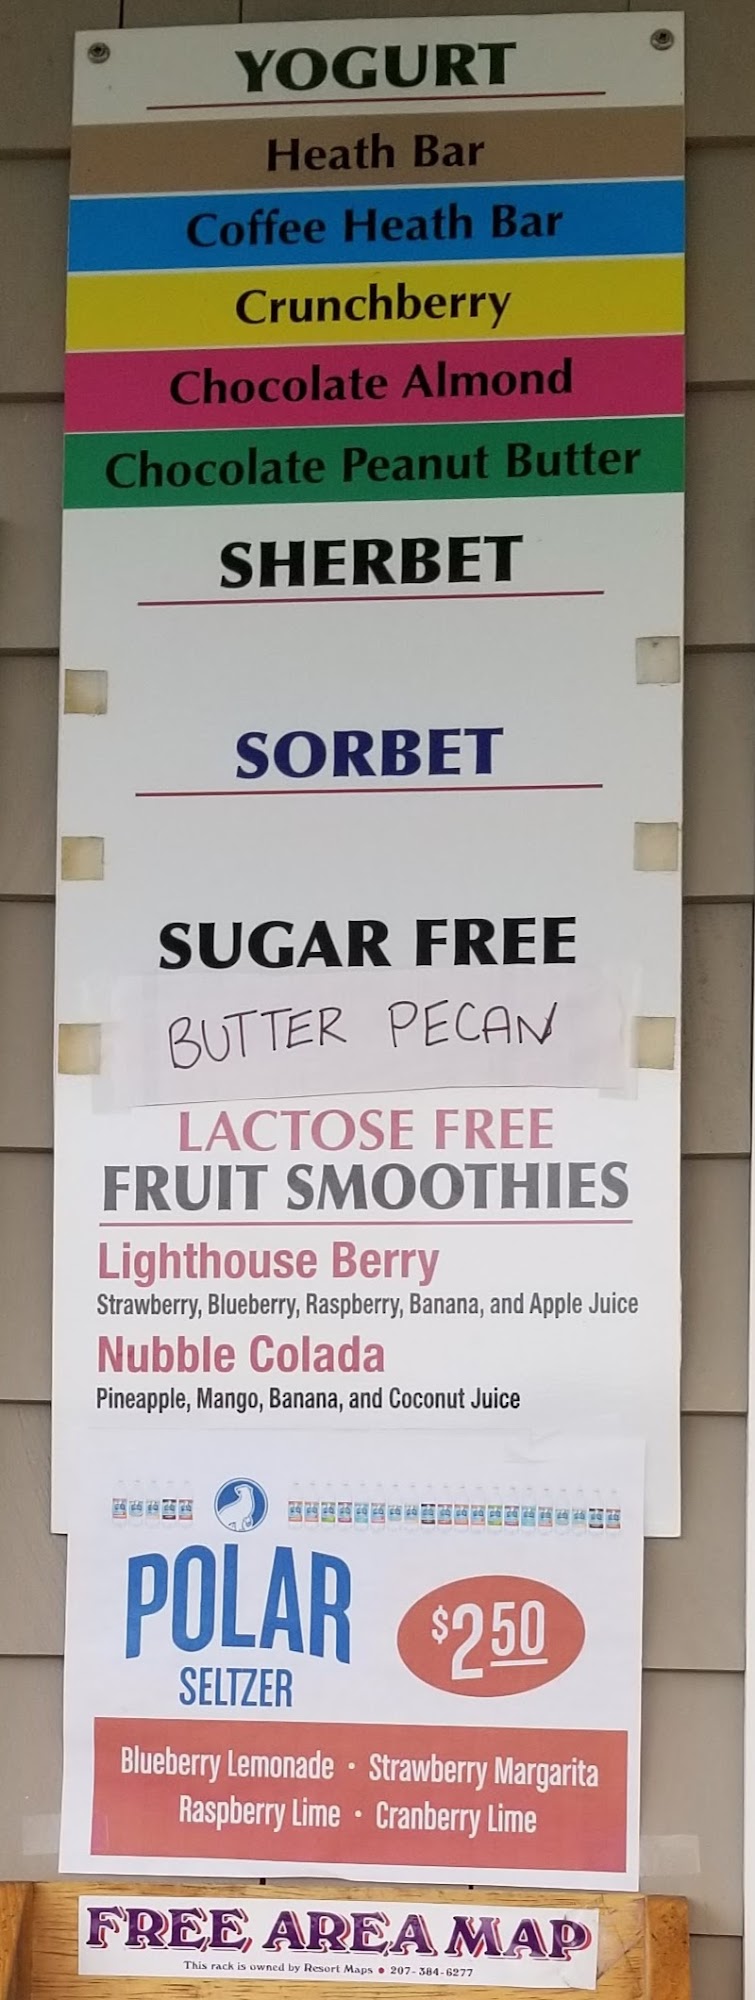 YOGURT
Heath Bar
Coffee Heath Bar
Crunchberry
Chocolate Almond
Chocolate Peanut Butter
SHERBET
SORBET
SUGAR FREE
BUTTER PECAN
LACTOSE FREE
FRUIT SMOOTHIES
Lighthouse Berry
Strawberry, Blueberry, Raspberry, Banana, and Apple Juice
Nubble Colada
Pineapple, Mango, Banana, and Coconut Juice
POLAR
SELTZER
$2.50
Blueberry Lemonade • Strawberry Margarita
Raspberry Lime • Cranberry Lime
FREE AREA MAP
This rack is owned by Resort Maps • 207-384-6277